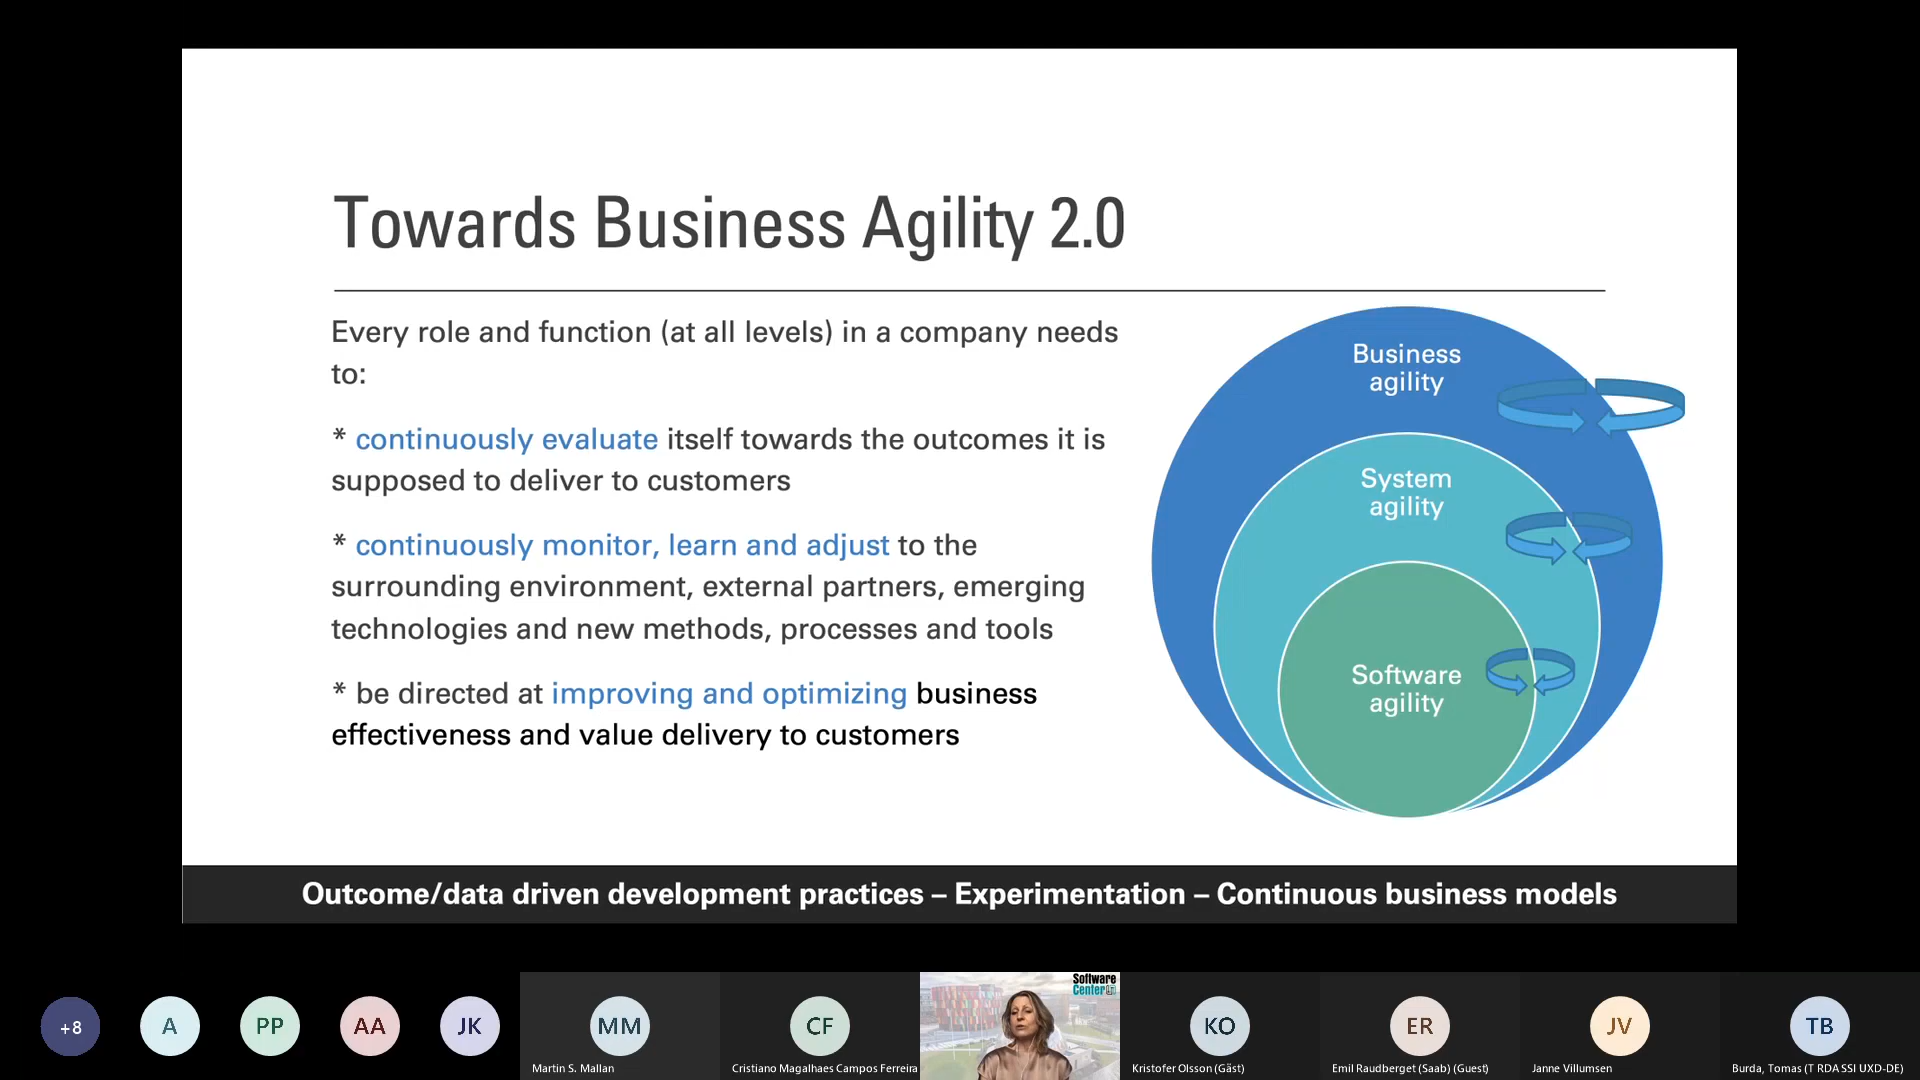 Towards Business Agility 2.0
Every role and function (at all levels) in a company needs
to:
* continuously evaluate itself towards the outcomes it is
supposed to deliver to customers
* continuously monitor, learn and adjust to the
surrounding environment, external partners, emerging
technologies and new methods, processes and tools
* be directed at improving and optimizing business
effectiveness and value delivery to customers
Business
agility
System
agility
Software
agility
Outcome/data driven development practices – Experimentation – Continuous business models
+8
A
PP
AA
JK
MM
Martin S. Mallan
CF
Cristiano Magalhaes Campos Ferreira
Software
Center
KO
Kristofer Olsson (Gäst)
ER
Emil Raudberget (Saab) (Guest)
JV
Janne Villumsen
TB
Burda, Tomas (T RDA SSI UXD-DE)